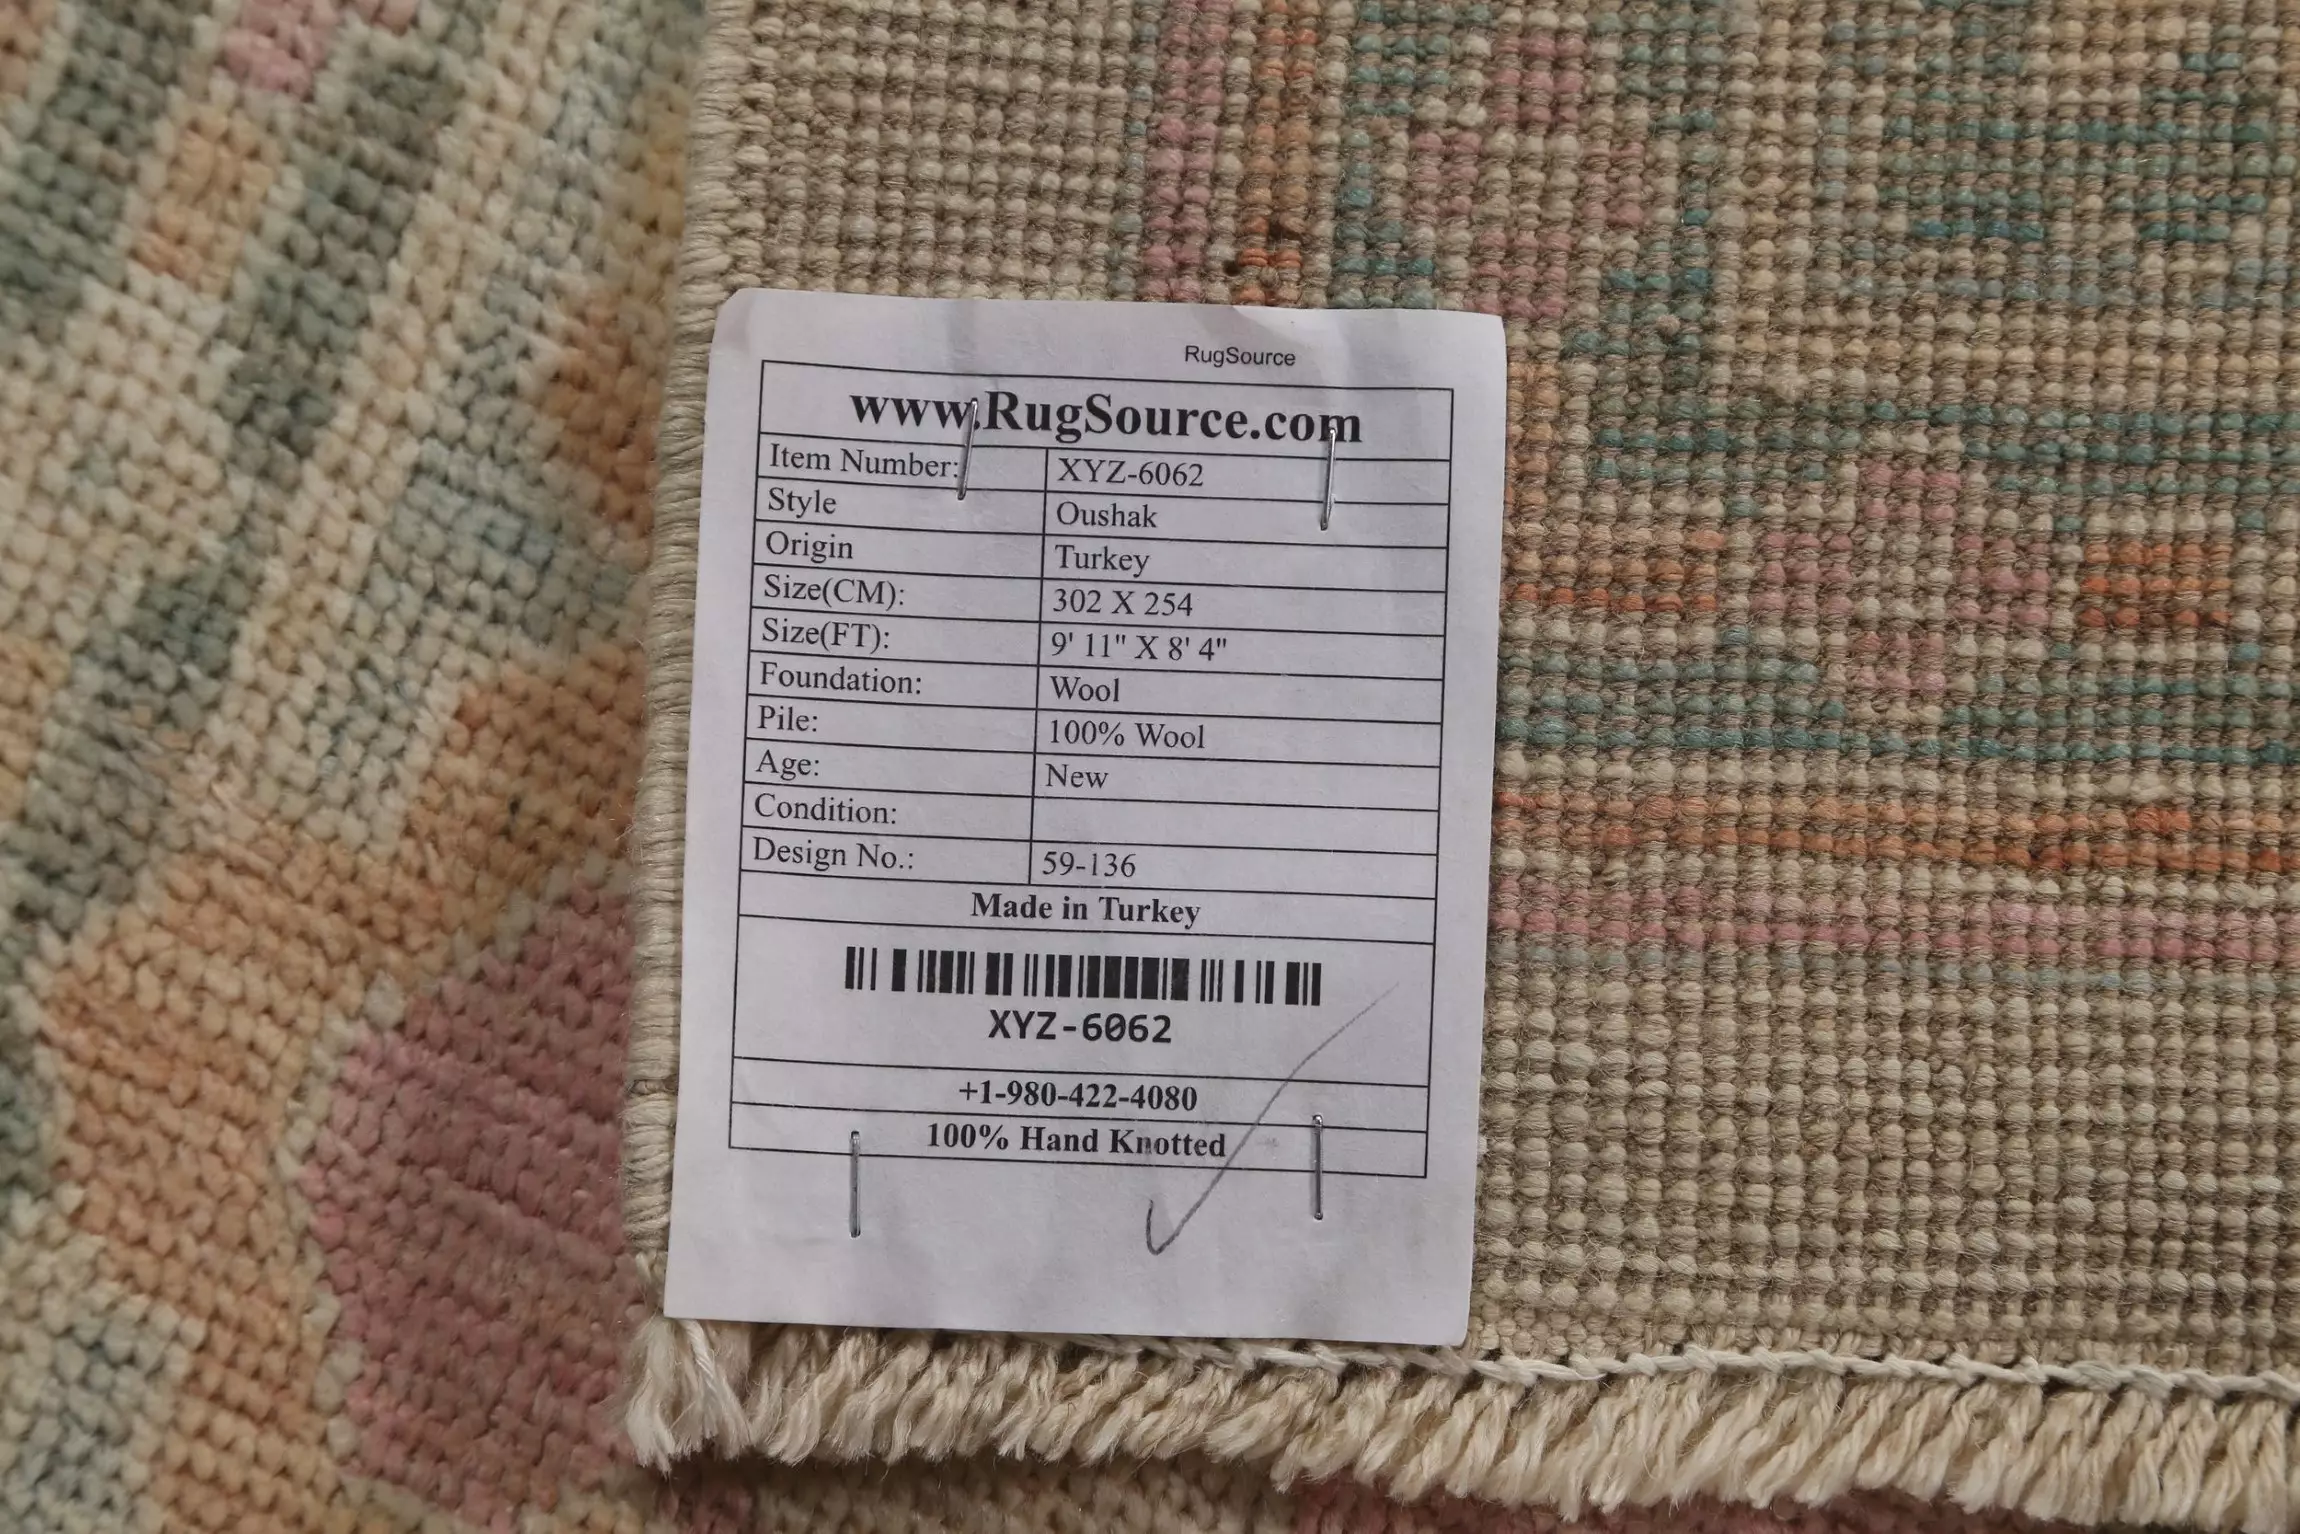 RugSource
www.RugSource.com
Item Number: XYZ-6062
Style Oushak
Origin Turkey
Size(CM): 302 X 254
Size(FT): 9' 11" X 8' 4"
Foundation: Wool
Pile: 100% Wool
Age: New
Condition:
Design No.: 59-136
Made in Turkey
XYZ-6062
+1-980-422-4080
100% Hand Knotted